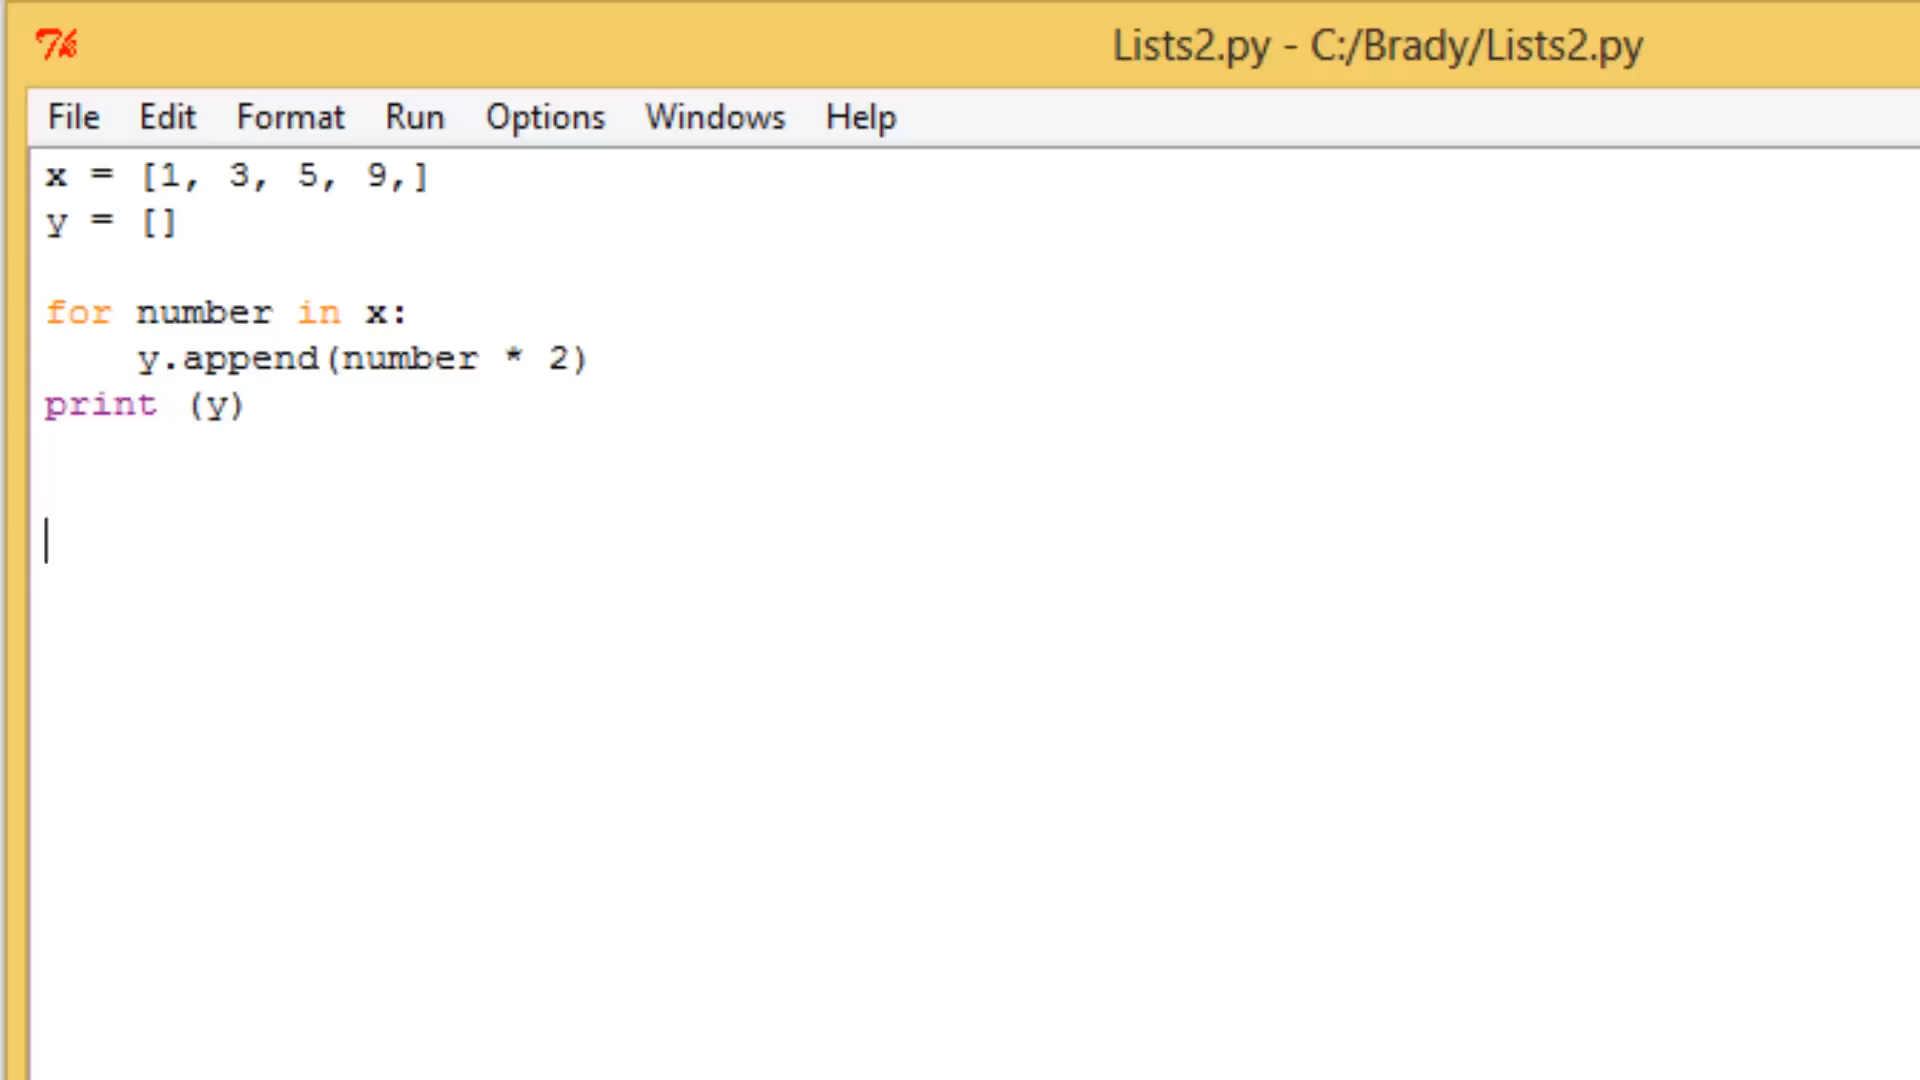 Lists2.py - C:/Brady/Lists2.py
File Edit Format Run Options Windows Help
x = [1, 3, 5, 9,]
y = []
for number in x:
    y.append(number * 2)
print (y)